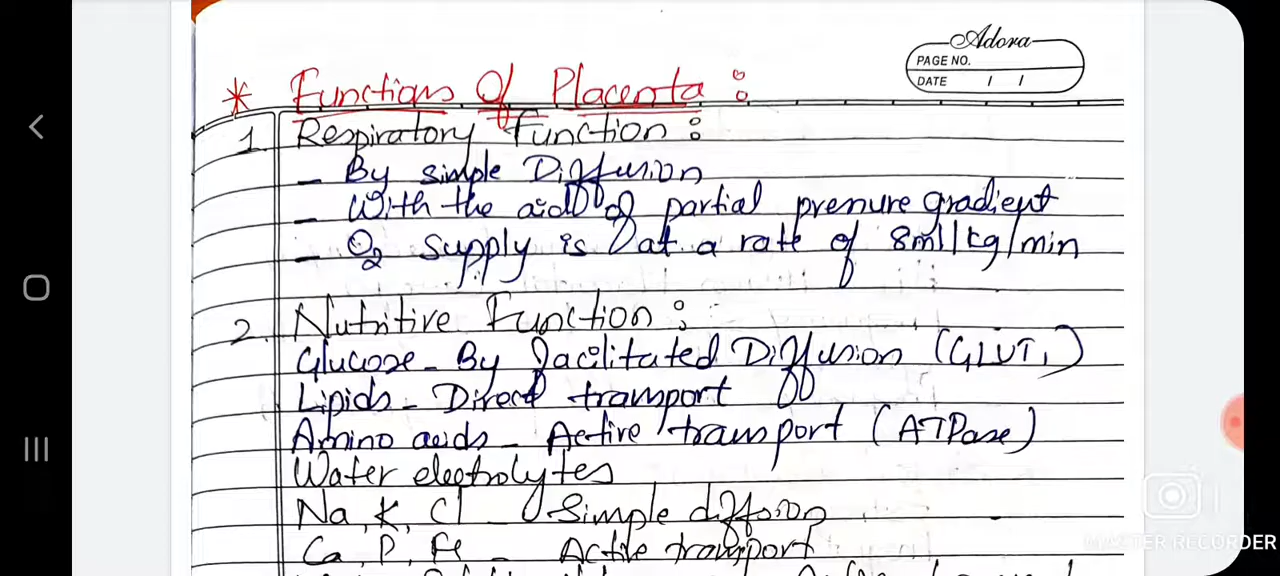 Adora
PAGE NO.
DATE / /
* Functions Of Placenta :
1. Respiratory Function :
- By simple Diffusion
- With the aid of partial pressure gradient
- O2 supply is at a rate of 8ml/kg/min
2. Nutritive Function :
Glucose - By facilitated Diffusion (GLUT1)
Lipids - Direct transport
Amino acids - Active transport (ATPase)
Water electrolytes
Na, K, Cl - Simple diffusion
Ca, P, Fe - Active transport
MASTER RECORDER